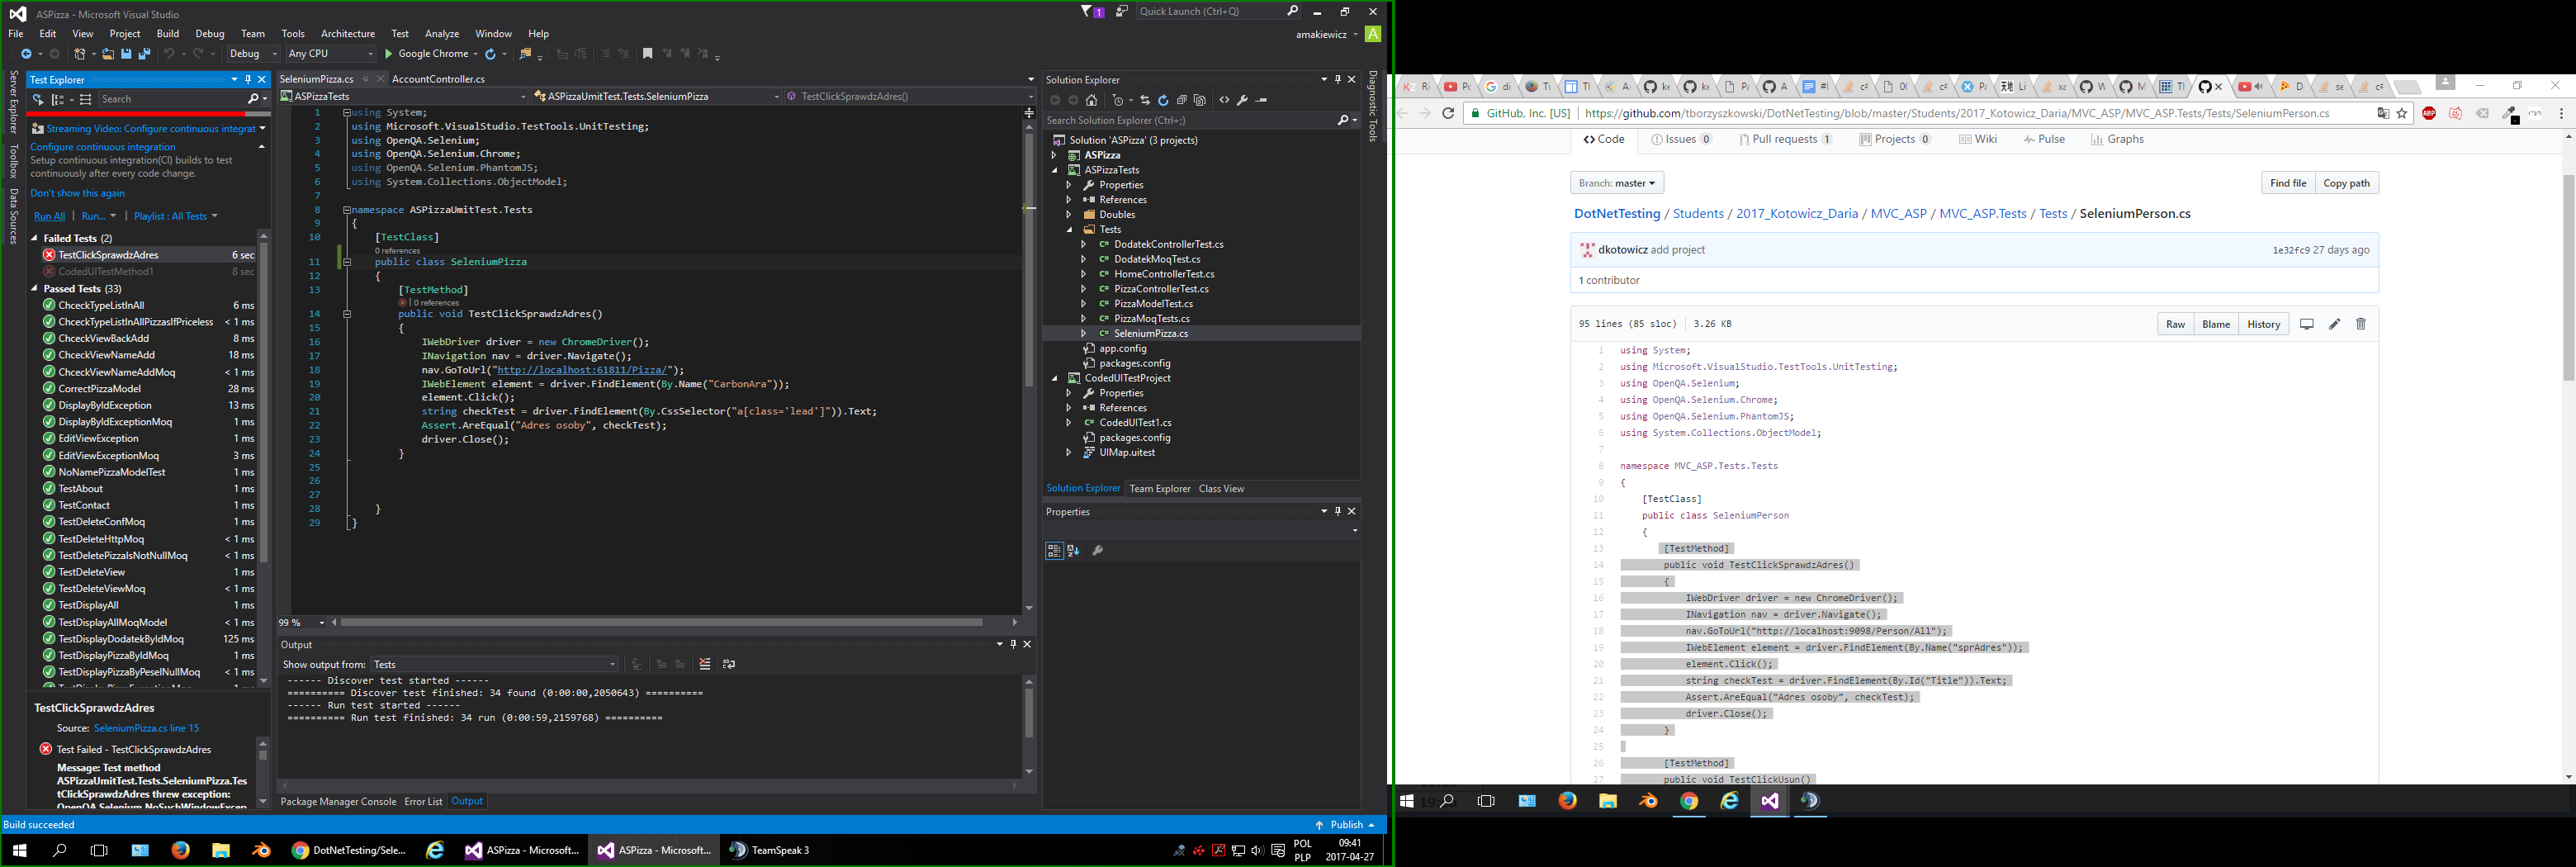 ASPizza - Microsoft Visual Studio
1
Quick Launch (Ctrl+Q)
File Edit View Project Build Debug Team Tools Architecture Test Analyze Window Help
amakiewicz
A
Debug Any CPU Google Chrome
Server Explorer
Toolbox
Data Sources
Test Explorer
Search
Streaming Video: Configure continuous integrat
Configure continuous integration
Setup continuous integration(CI) builds to test
continuously after every code change.
Don't show this again
Run All | Run... | Playlist : All Tests
Failed Tests (2)
TestClickSprawdzAdres 6 sec
CodedUITestMethod1 8 sec
Passed Tests (33)
ChceckTypeListInAll 6 ms
ChceckTypeListInAllPizzasIfPriceless < 1 ms
ChceckViewBackAdd 8 ms
ChceckViewNameAdd 18 ms
ChceckViewNameAddMoq < 1 ms
CorrectPizzaModel 28 ms
DisplayByIdException 13 ms
DisplayByIdExceptionMoq 1 ms
EditViewException 1 ms
EditViewExceptionMoq 3 ms
NoNamePizzaModelTest 1 ms
TestAbout 1 ms
TestContact 1 ms
TestDeleteConfMoq 1 ms
TestDeleteHttpMoq < 1 ms
TestDeletePizzaIsNotNullMoq < 1 ms
TestDeleteView 1 ms
TestDeleteViewMoq < 1 ms
TestDisplayAll 1 ms
TestDisplayAllMoqModel < 1 ms
TestDisplayDodatekByIdMoq 125 ms
TestDisplayPizzaByIdMoq 1 ms
TestDisplayPizzaByPeselNullMoq < 1 ms
TestDisplayPizzaExceptionMoq 1 ms
TestClickSprawdzAdres
Source: SeleniumPizza.cs line 15
Test Failed - TestClickSprawdzAdres
Message: Test method
ASPizzaUmitTest.Tests.SeleniumPizza.Tes
tClickSprawdzAdres threw exception:
OpenQA.Selenium.NoSuchWindowExcep
SeleniumPizza.cs AccountController.cs
ASPizzaTests ASPizzaUmitTest.Tests.SeleniumPizza TestClickSprawdzAdres()
1 using System;
2 using Microsoft.VisualStudio.TestTools.UnitTesting;
3 using OpenQA.Selenium;
4 using OpenQA.Selenium.Chrome;
5 using OpenQA.Selenium.PhantomJS;
6 using System.Collections.ObjectModel;
7
8 namespace ASPizzaUmitTest.Tests
9 {
10 [TestClass]
0 references
11 public class SeleniumPizza
12 {
13 [TestMethod]
| 0 references
14 public void TestClickSprawdzAdres()
15 {
16 IWebDriver driver = new ChromeDriver();
17 INavigation nav = driver.Navigate();
18 nav.GoToUrl("http://localhost:61811/Pizza/");
19 IWebElement element = driver.FindElement(By.Name("CarbonAra"));
20 element.Click();
21 string checkTest = driver.FindElement(By.CssSelector("a[class='lead']")).Text;
22 Assert.AreEqual("Adres osoby", checkTest);
23 driver.Close();
24 }
25
26
27
28 }
29 }
99 %
Output
Show output from: Tests
------ Discover test started ------
========== Discover test finished: 34 found (0:00:00,2050643) ==========
------ Run test started ------
========== Run test finished: 34 run (0:00:59,2159768) ==========
Package Manager Console Error List Output
Solution Explorer
Search Solution Explorer (Ctrl+;)
Solution 'ASPizza' (3 projects)
ASPizza
ASPizzaTests
Properties
References
Doubles
Tests
DodatekControllerTest.cs
DodatekMoqTest.cs
HomeControllerTest.cs
PizzaControllerTest.cs
PizzaModelTest.cs
PizzaMoqTests.cs
SeleniumPizza.cs
app.config
packages.config
CodedUITestProject
Properties
References
CodedUITest1.cs
packages.config
UIMap.uitest
Solution Explorer Team Explorer Class View
Properties
Diagnostic Tools
Build succeeded
Publish
DotNetTesting/Sele... ASPizza - Microsoft... ASPizza - Microsoft... TeamSpeak 3
POL
PLP
09:41
2017-04-27
GitHub, Inc. [US] | https://github.com/tborzyszkowski/DotNetTesting/blob/master/Students/2017_Kotowicz_Daria/MVC_ASP/MVC_ASP.Tests/Tests/SeleniumPerson.cs
Code Issues 0 Pull requests 1 Projects 0 Wiki Pulse Graphs
Branch: master
Find file Copy path
DotNetTesting / Students / 2017_Kotowicz_Daria / MVC_ASP / MVC_ASP.Tests / Tests / SeleniumPerson.cs
dkotowicz add project 1e32fc9 27 days ago
1 contributor
95 lines (85 sloc) 3.26 KB
Raw Blame History
1 using System;
2 using Microsoft.VisualStudio.TestTools.UnitTesting;
3 using OpenQA.Selenium;
4 using OpenQA.Selenium.Chrome;
5 using OpenQA.Selenium.PhantomJS;
6 using System.Collections.ObjectModel;
7
8 namespace MVC_ASP.Tests.Tests
9 {
10 [TestClass]
11 public class SeleniumPerson
12 {
13 [TestMethod]
14 public void TestClickSprawdzAdres()
15 {
16 IWebDriver driver = new ChromeDriver();
17 INavigation nav = driver.Navigate();
18 nav.GoToUrl("http://localhost:9098/Person/All");
19 IWebElement element = driver.FindElement(By.Name("sprAdres"));
20 element.Click();
21 string checkTest = driver.FindElement(By.Id("Title")).Text;
22 Assert.AreEqual("Adres osoby", checkTest);
23 driver.Close();
24 }
25
26 [TestMethod]
27 public void TestClickUsun()